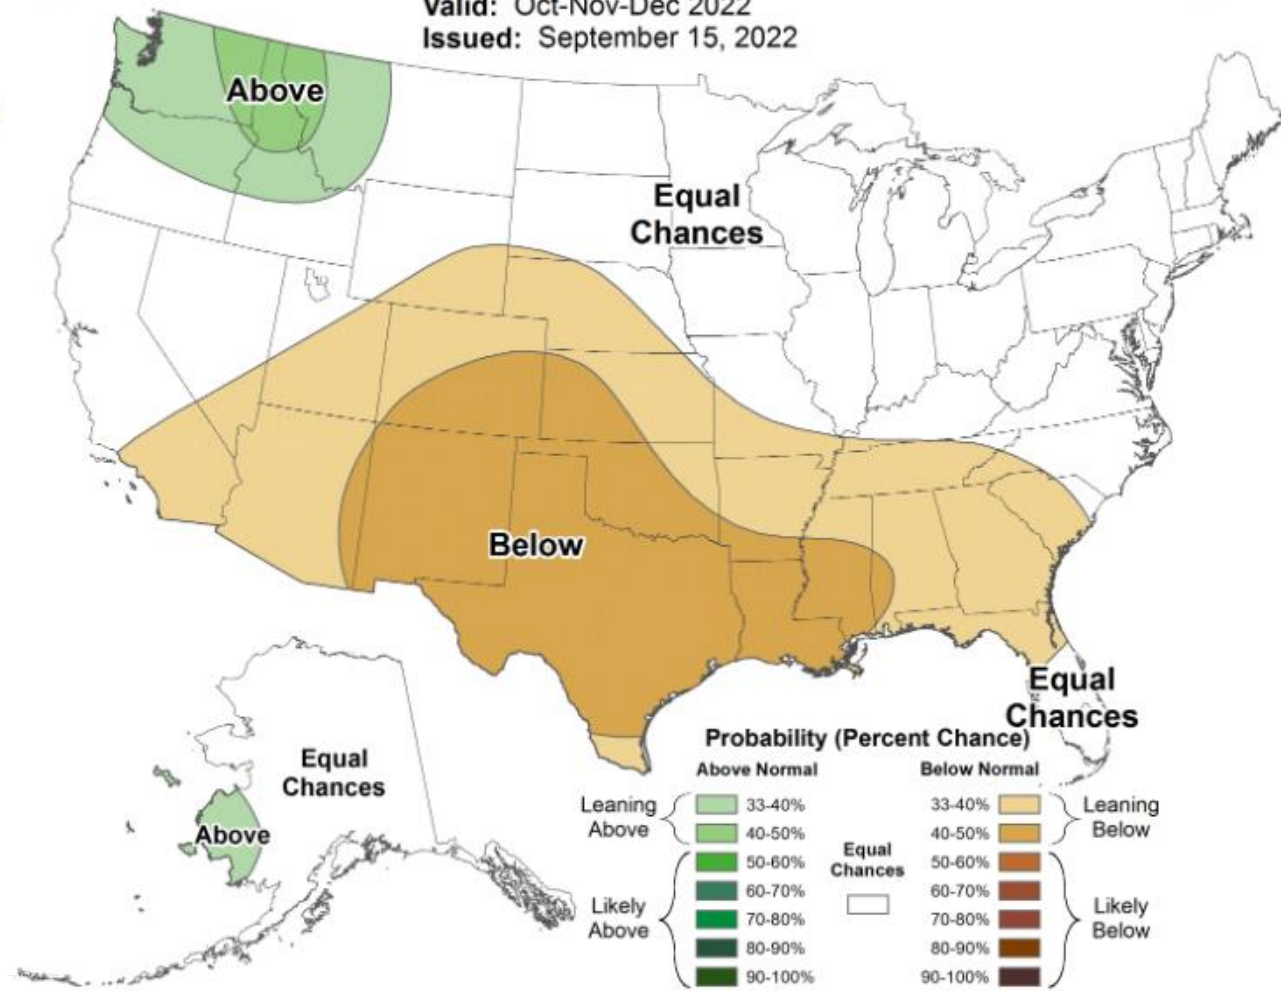 Valid: Oct-Nov-Dec 2022
Issued: September 15, 2022
Above
Equal
Chances
Below
Equal
Chances
Equal
Chances
Above
Probability (Percent Chance)
Above Normal
Below Normal
Leaning
Above
33-40%
40-50%
50-60%
60-70%
70-80%
80-90%
90-100%
Likely
Above
Equal
Chances
33-40%
40-50%
50-60%
60-70%
70-80%
80-90%
90-100%
Leaning
Below
Likely
Below